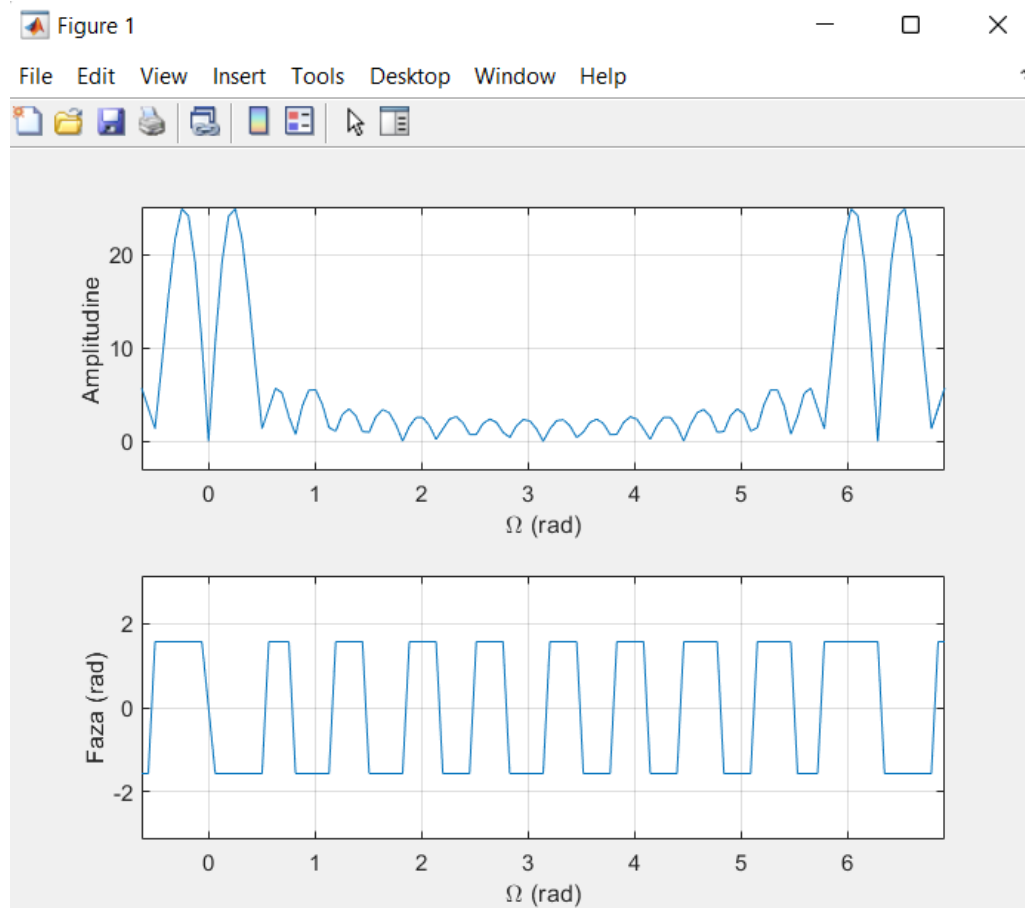 Figure 1
File Edit View Insert Tools Desktop Window Help
Amplitudine
20
10
0
0 1 2 3 4 5 6
Ω (rad)
Faza (rad)
2
0
-2
0 1 2 3 4 5 6
Ω (rad)